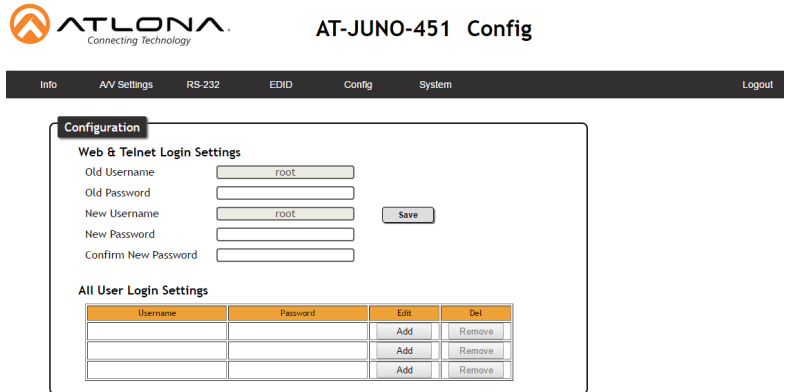 ATLONA.
Connecting Technology
AT-JUNO-451 Config
Info A/V Settings RS-232 EDID Config System Logout
Configuration
Web & Telnet Login Settings
Old Username root
Old Password
New Username root Save
New Password
Confirm New Password
All User Login Settings
Username Password Edit Del
Add Remove
Add Remove
Add Remove